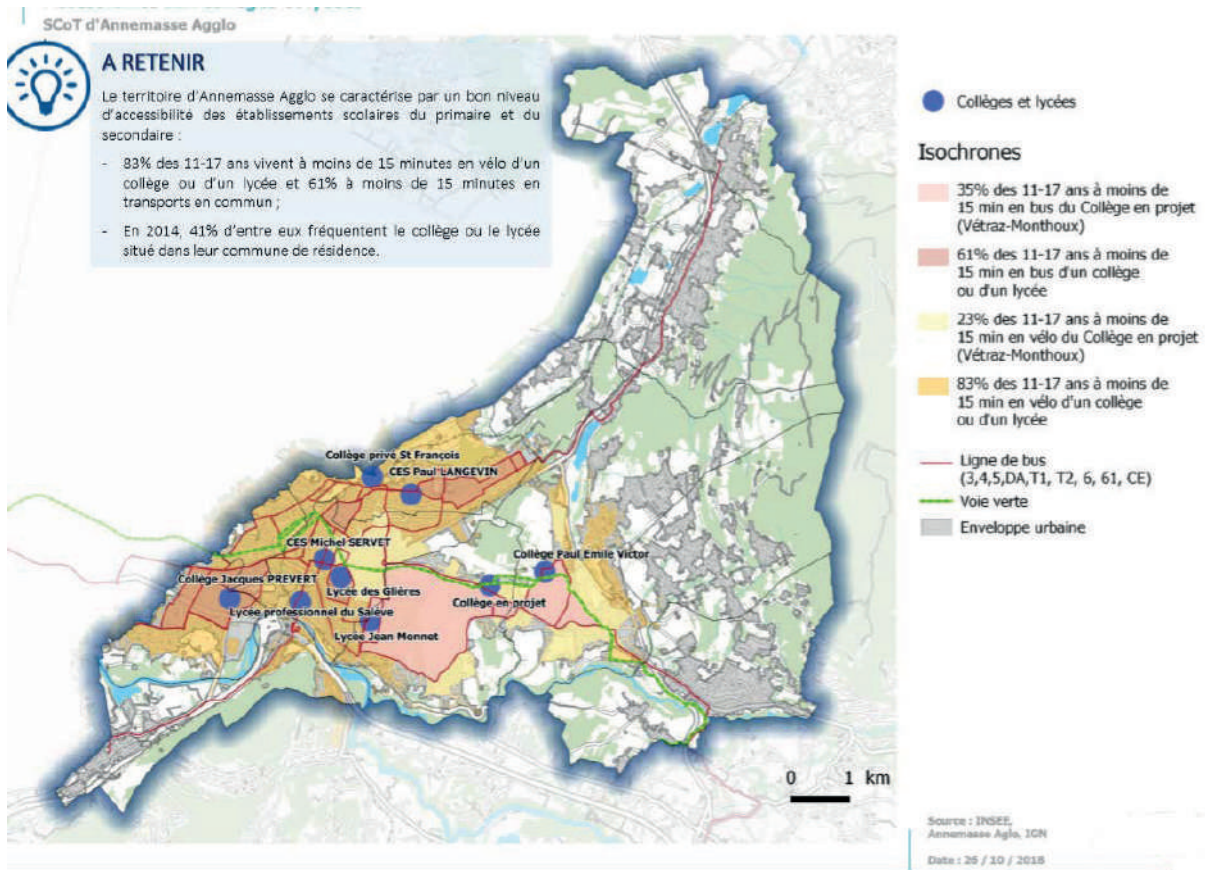 SCoT d'Annemasse Agglo
A RETENIR
Le territoire d'Annemasse Agglo se caractérise par un bon niveau
d'accessibilité des établissements scolaires du primaire et du
secondaire :
- 83% des 11-17 ans vivent à moins de 15 minutes en vélo d'un
collège ou d'un lycée et 61% à moins de 15 minutes en
transports en commun ;
- En 2014, 41% d'entre eux fréquentent le collège ou le lycée
situé dans leur commune de résidence.
Collèges et lycées
Isochrones
35% des 11-17 ans à moins de
15 min en bus du Collège en projet
(Vétraz-Monthoux)
61% des 11-17 ans à moins de
15 min en bus d'un collège
ou d'un lycée
23% des 11-17 ans à moins de
15 min en vélo du Collège en projet
(Vétraz-Monthoux)
83% des 11-17 ans à moins de
15 min en vélo d'un collège
ou d'un lycée
Ligne de bus
(3,4,5,DA,T1, T2, 6, 61, CE)
Voie verte
Enveloppe urbaine
Collège privé St François
CES Paul LANGEVIN
CES Michel SERVET
Collège Paul Emile Victor
Collège Jacques PREVERT
Lycée des Glières
Collège en projet
Lycée professionnel du Salève
Lycée Jean Monnet
0 1 km
Source : INSEE,
Annemasse Aglo, IGN
Date : 26 / 10 / 2018